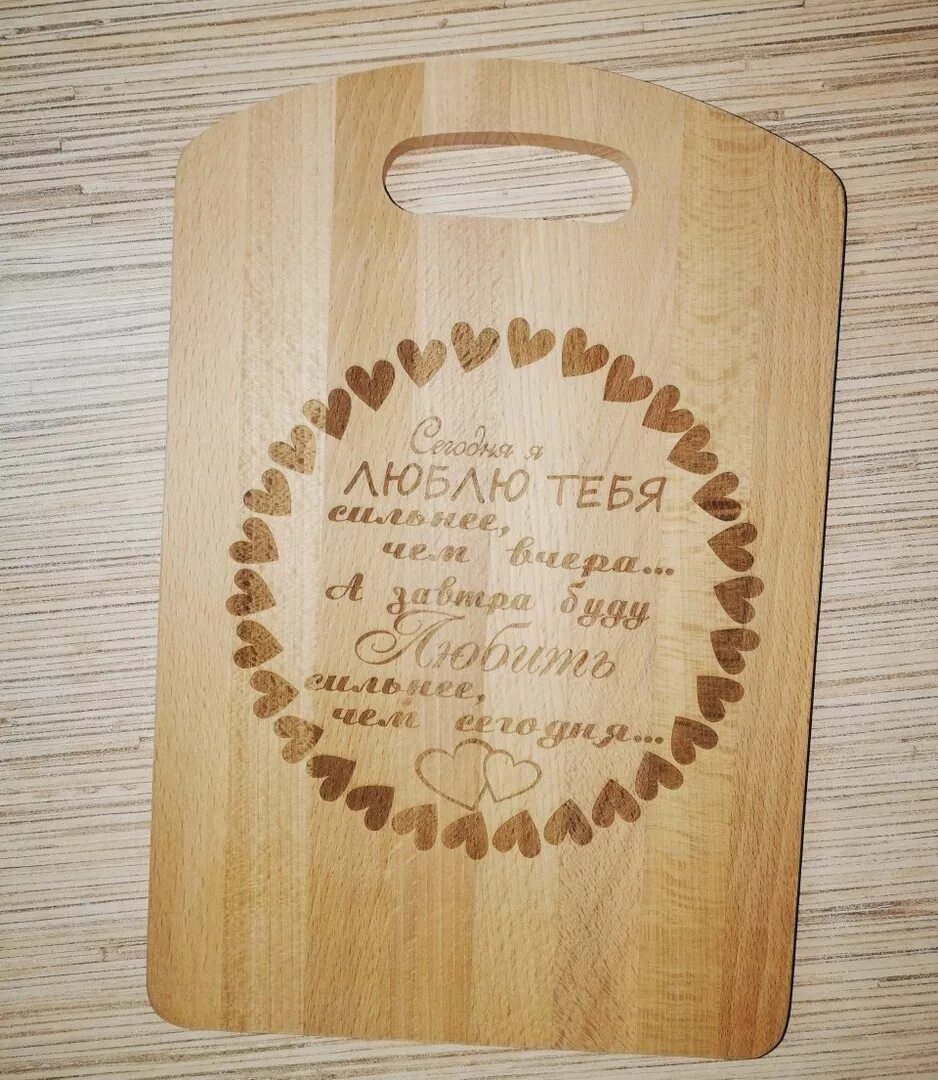 Сегодня я
ЛЮБЛЮ ТЕБЯ
сильнее,
чем вчера...
А завтра буду
Любить
сильнее,
чем сегодня...